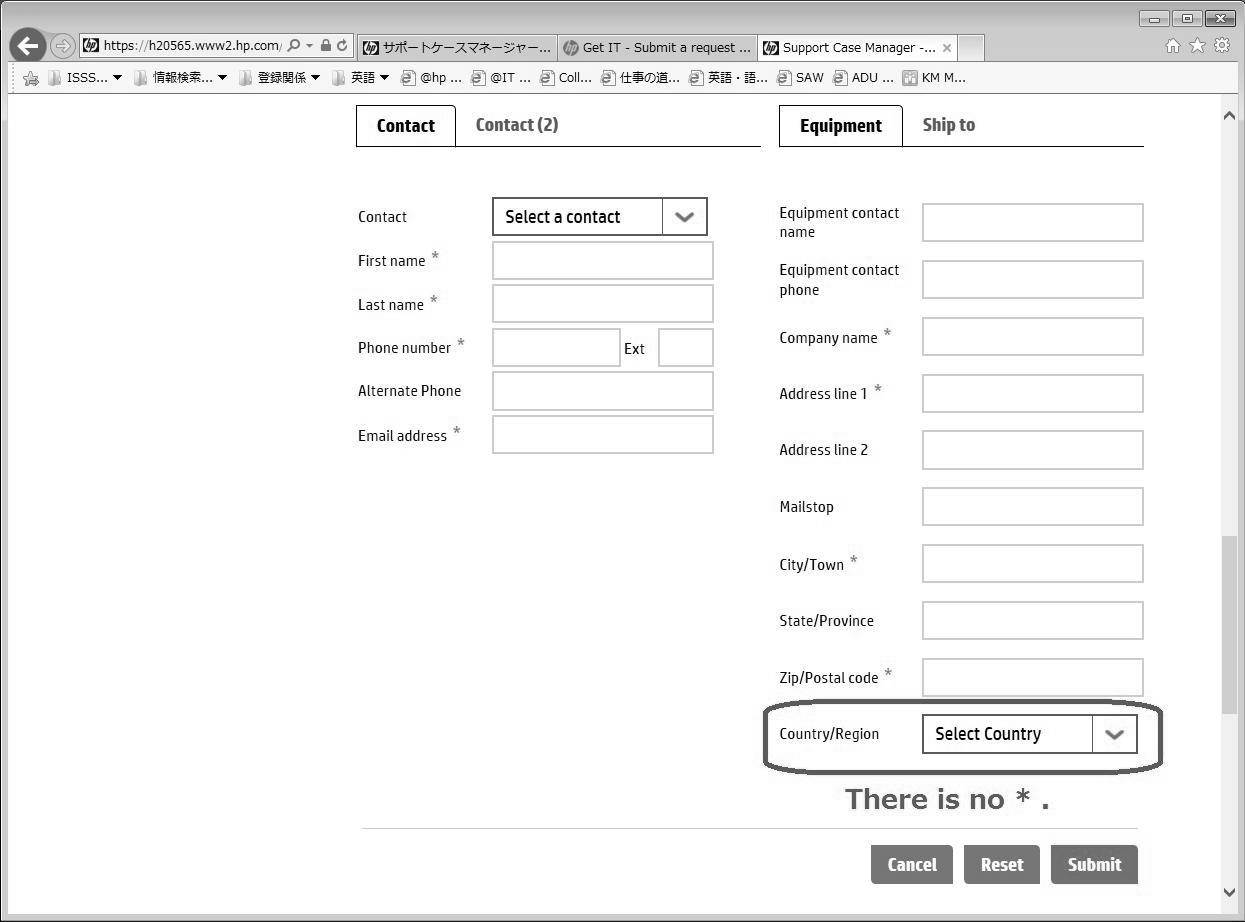 https://h20565.www2.hp.com/
サポートケースマネージャー...
Get IT - Submit a request ...
Support Case Manager -...
ISSS... 情報検索... 登録関係 英語 @hp ... @IT ... Coll... 仕事の道... 英語・語... SAW ADU ... KM M...
Contact Contact (2)
Equipment Ship to
Contact Select a contact
First name *
Last name *
Phone number * Ext
Alternate Phone
Email address *
Equipment contact
name
Equipment contact
phone
Company name *
Address line 1 *
Address line 2
Mailstop
City/Town *
State/Province
Zip/Postal code *
Country/Region Select Country
There is no * .
Cancel Reset Submit